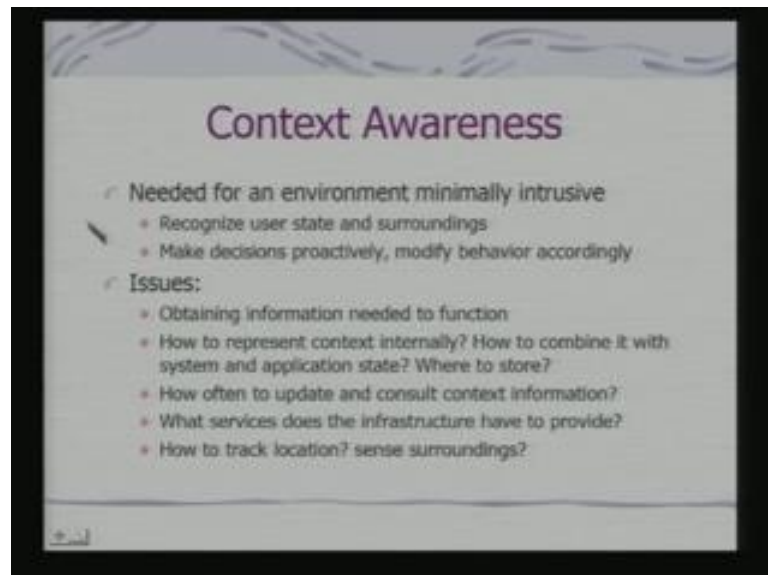 Context Awareness
Needed for an environment minimally intrusive
Recognize user state and surroundings
Make decisions proactively, modify behavior accordingly
Issues:
Obtaining information needed to function
How to represent context internally? How to combine it with
system and application state? Where to store?
How often to update and consult context information?
What services does the infrastructure have to provide?
How to track location? sense surroundings?